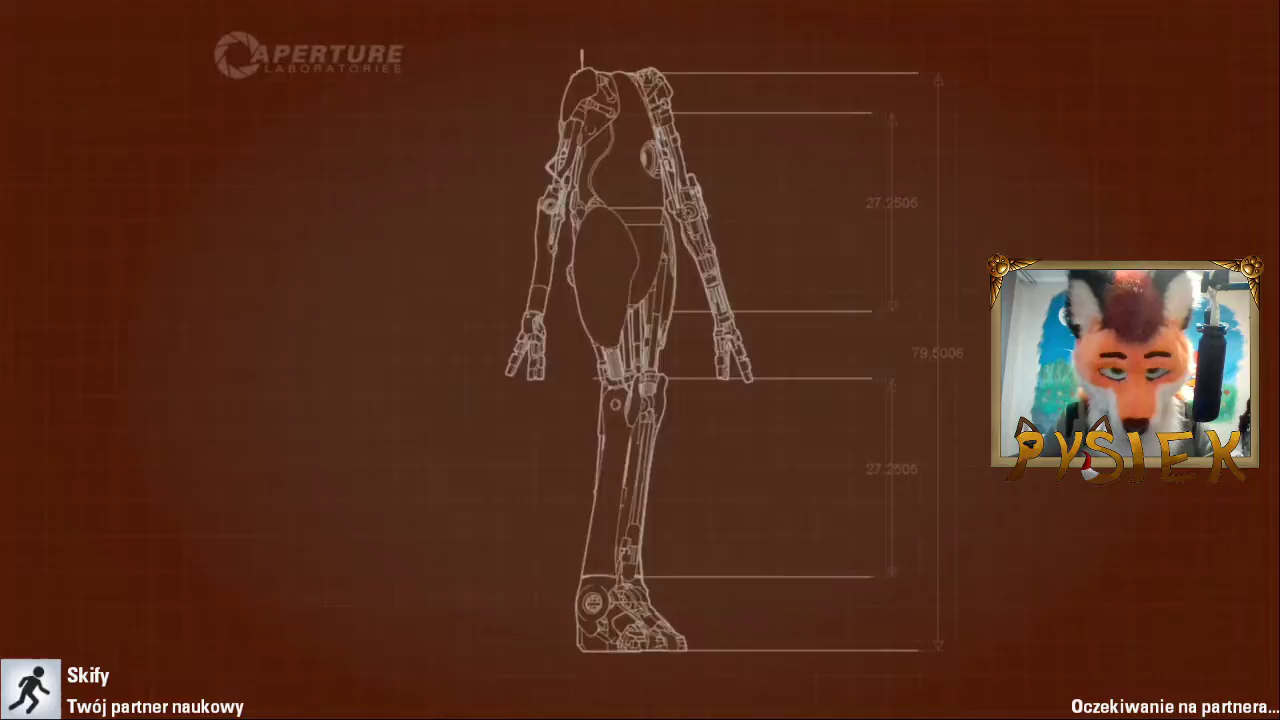 APERTURE
LABORATORIES
27.2505
79.5006
27.2505
PYSIEK
Skify
Twój partner naukowy
Oczekiwanie na partnera...